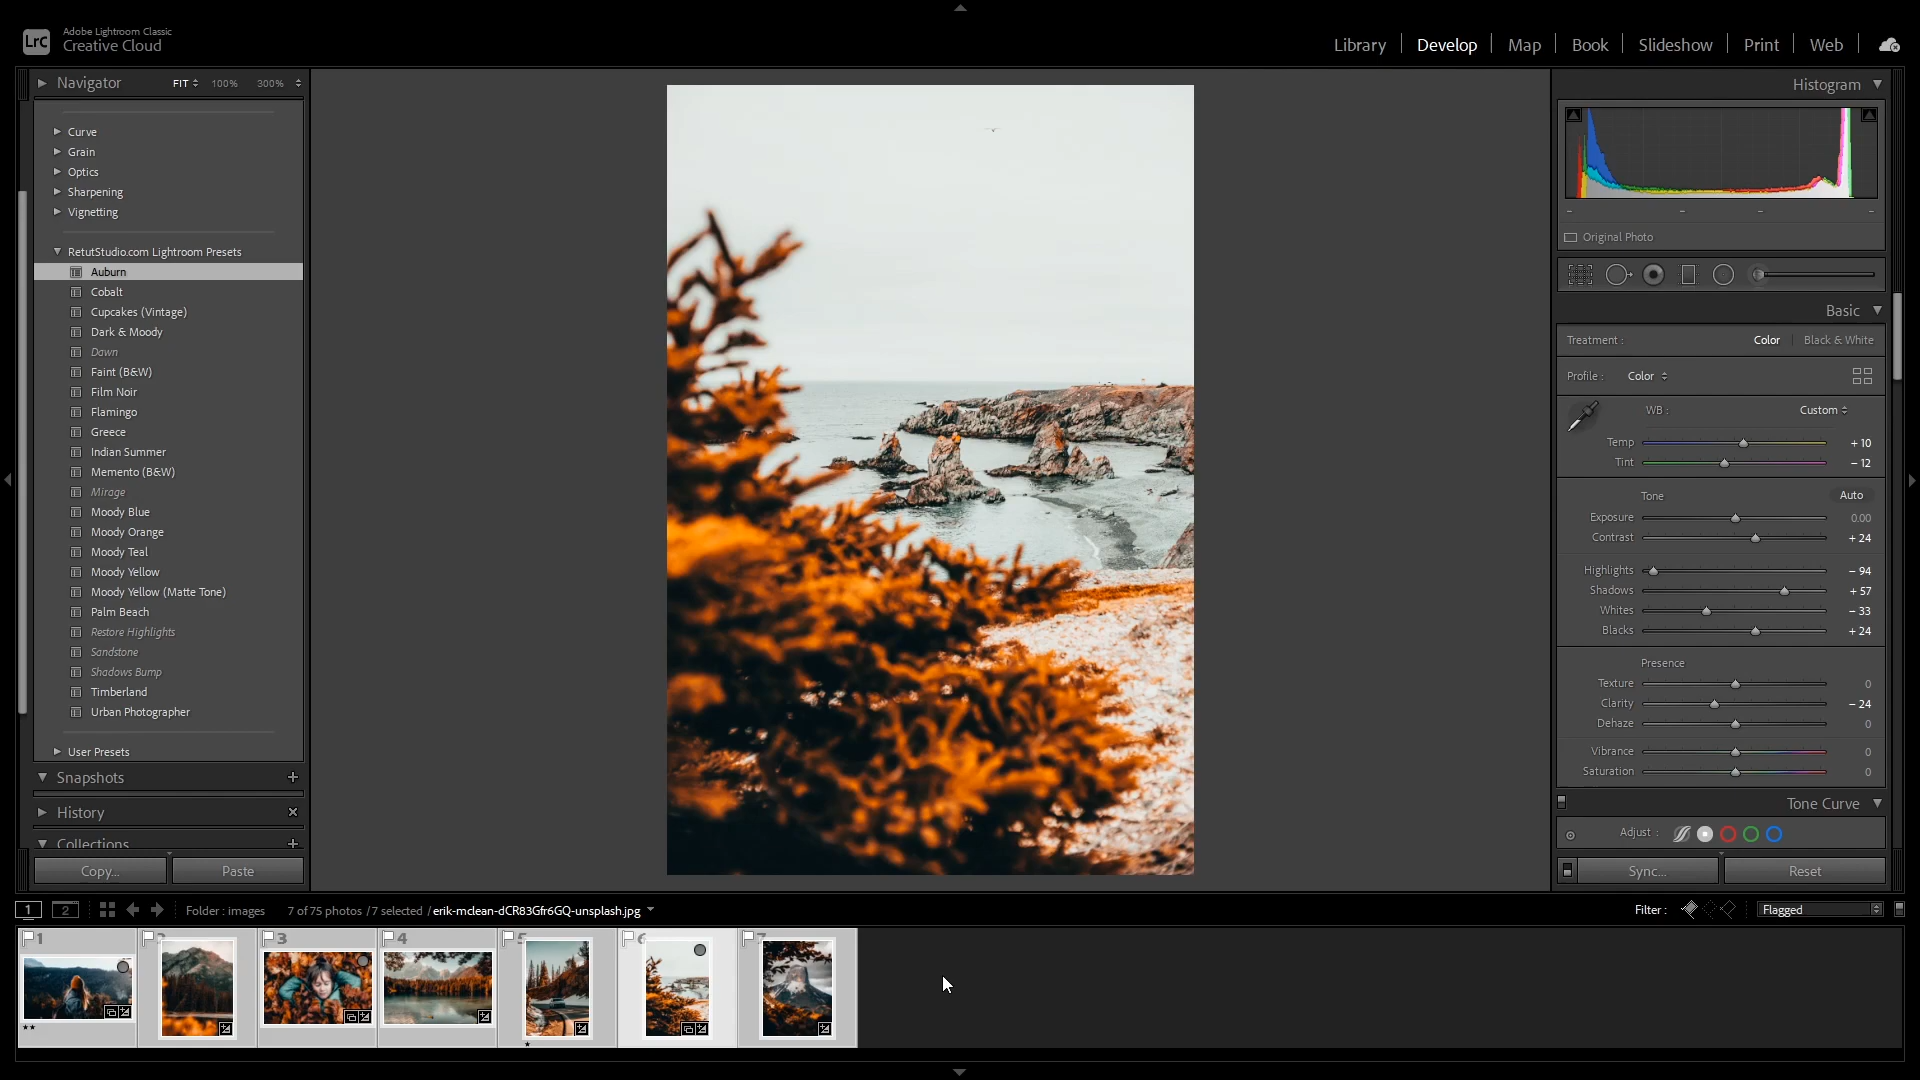 Adobe Lightroom Classic
LrC Creative Cloud
Library Develop Map Book Slideshow Print Web
Navigator FIT 100% 300%
Curve
Grain
Optics
Sharpening
Vignetting
RetutStudio.com Lightroom Presets
Auburn
Cobalt
Cupcakes (Vintage)
Dark & Moody
Dawn
Faint (B&W)
Film Noir
Flamingo
Greece
Indian Summer
Memento (B&W)
Mirage
Moody Blue
Moody Orange
Moody Teal
Moody Yellow
Moody Yellow (Matte Tone)
Palm Beach
Restore Highlights
Sandstone
Shadows Bump
Timberland
Urban Photographer
User Presets
Snapshots +
History ×
Collections +
Copy... Paste
Histogram
Original Photo
Basic
Treatment : Color Black & White
Profile : Color
WB : Custom
Temp + 10
Tint – 12
Tone Auto
Exposure 0.00
Contrast + 24
Highlights – 94
Shadows + 57
Whites – 33
Blacks + 24
Presence
Texture 0
Clarity – 24
Dehaze 0
Vibrance 0
Saturation 0
Tone Curve
Adjust :
Sync... Reset
1 2 Folder : images 7 of 75 photos /7 selected /erik-mclean-dCR83Gfr6GQ-unsplash.jpg Filter : Flagged
1 2 3 4 5 6 7